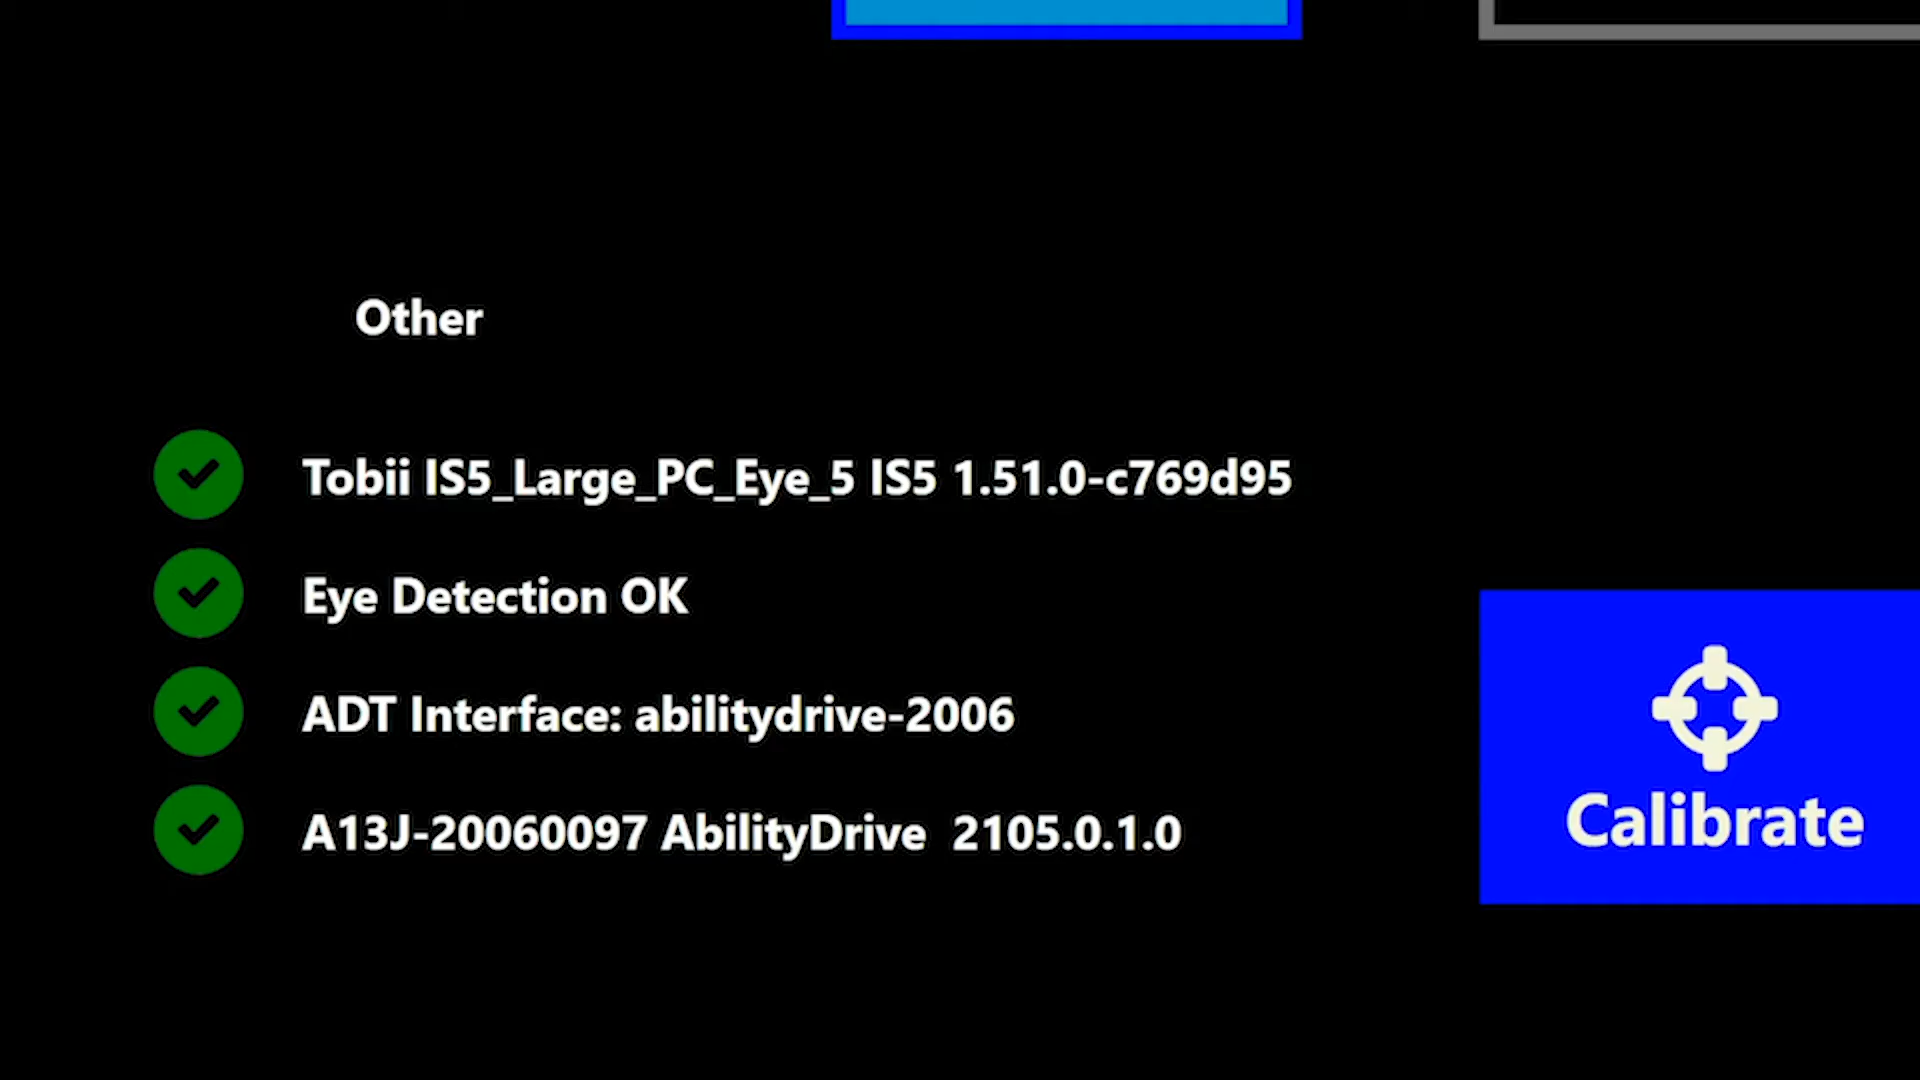 Other
Tobii IS5_Large_PC_Eye_5 IS5 1.51.0-c769d95
Eye Detection OK
ADT Interface: abilitydrive-2006
A13J-20060097 AbilityDrive  2105.0.1.0
Calibrate